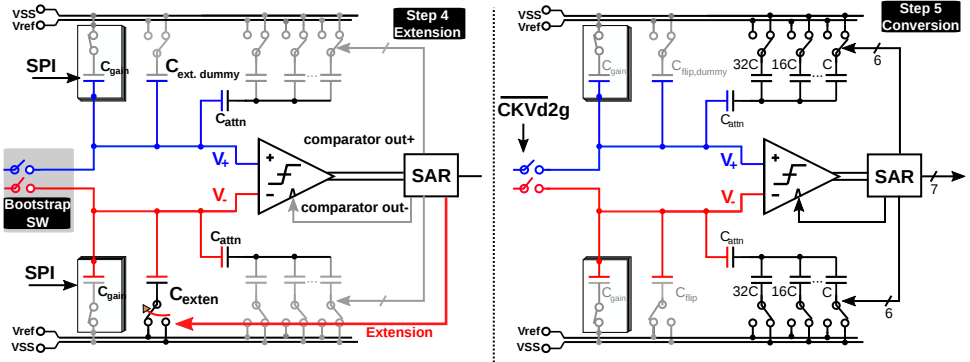 VSS
Vref
Step 4
Extension
SPI
Cgain
Cext. dummy
Cattn
comparator out+
V+
V-
+
−
SAR
Bootstrap
SW
comparator out-
Cattn
SPI
Cgain
Cexten
Extension
Vref
VSS
VSS
Vref
Step 5
Conversion
Cgain
Cflip,dummy
32C
16C
C
6
CKVd2g
Cattn
V+
V-
+
−
SAR
7
Cattn
Cgain
Cflip
32C
16C
C
6
Vref
VSS